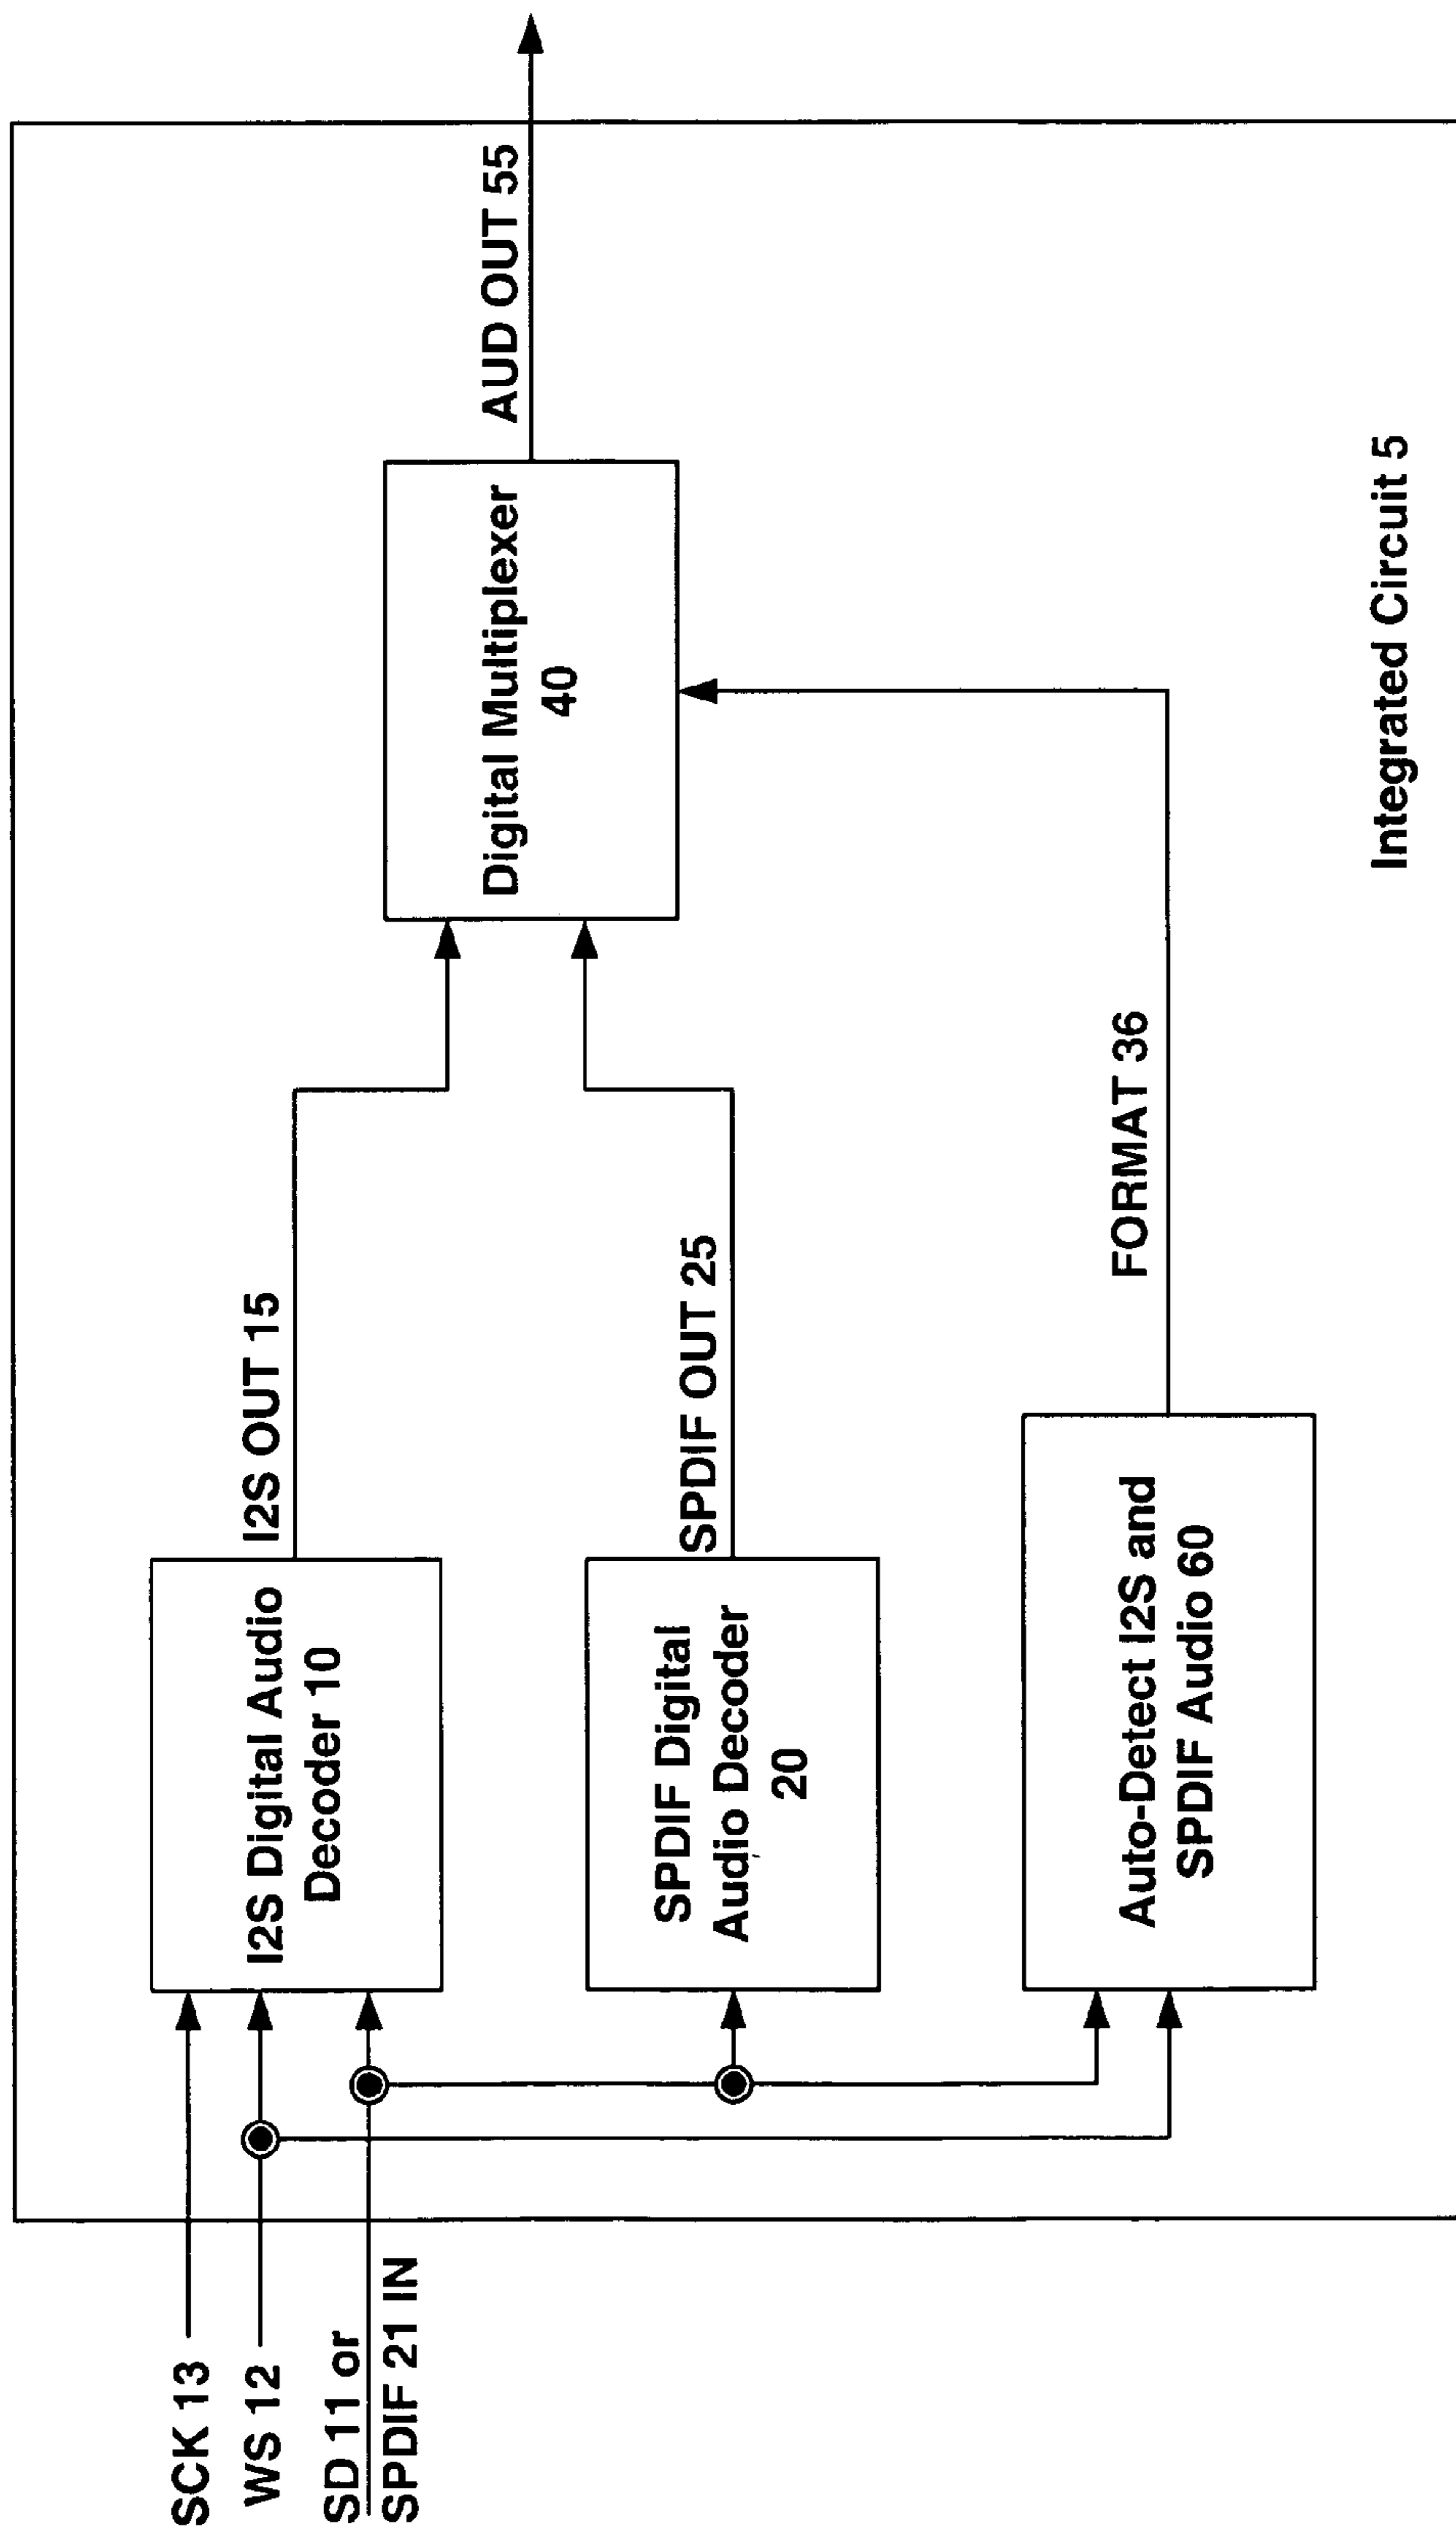 SCK 13
WS 12
SD 11 or
SPDIF 21 IN
I2S Digital Audio
Decoder 10
I2S OUT 15
SPDIF Digital
Audio Decoder
20
SPDIF OUT 25
Auto-Detect I2S and
SPDIF Audio 60
FORMAT 36
Digital Multiplexer
40
AUD OUT 55
Integrated Circuit 5